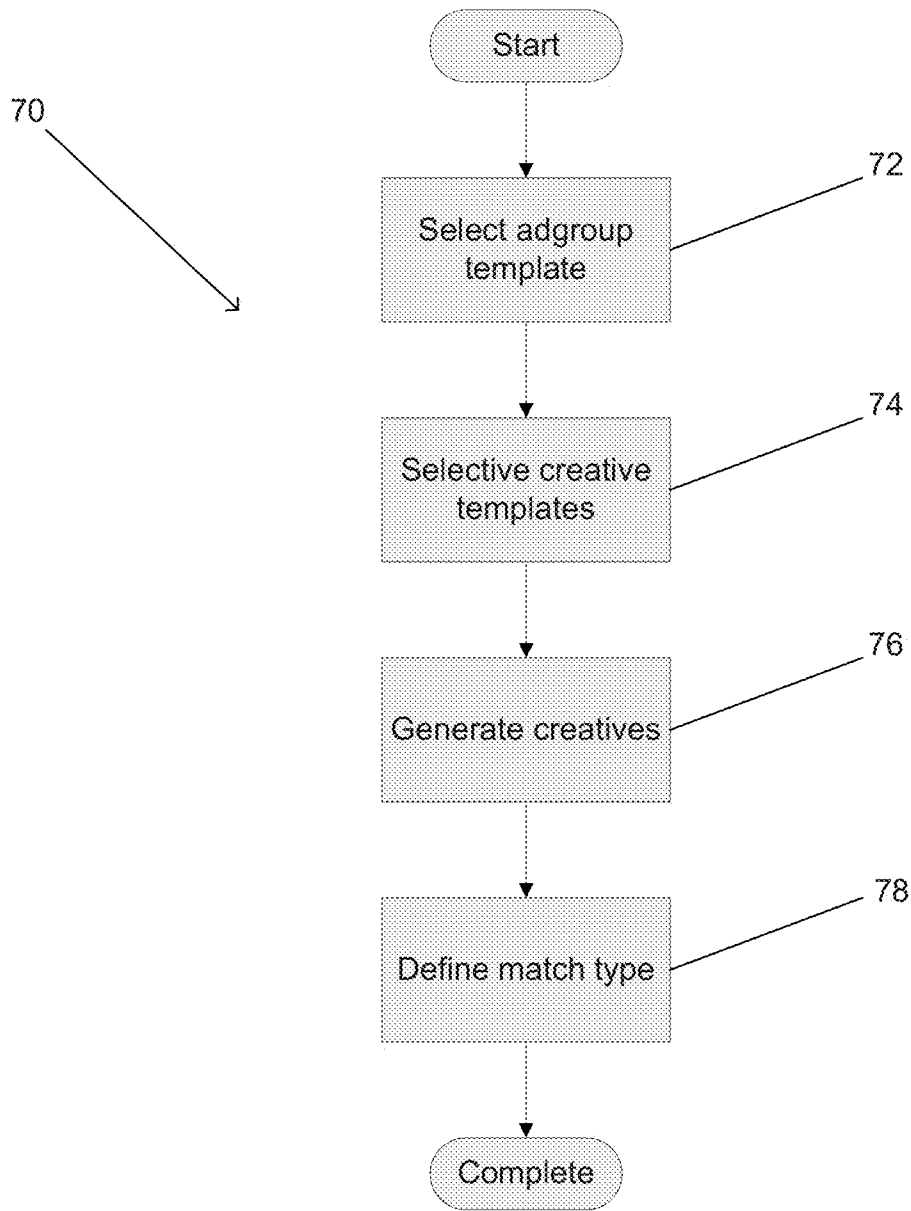 Start
70
72
Select adgroup
template
74
Selective creative
templates
76
Generate creatives
78
Define match type
Complete